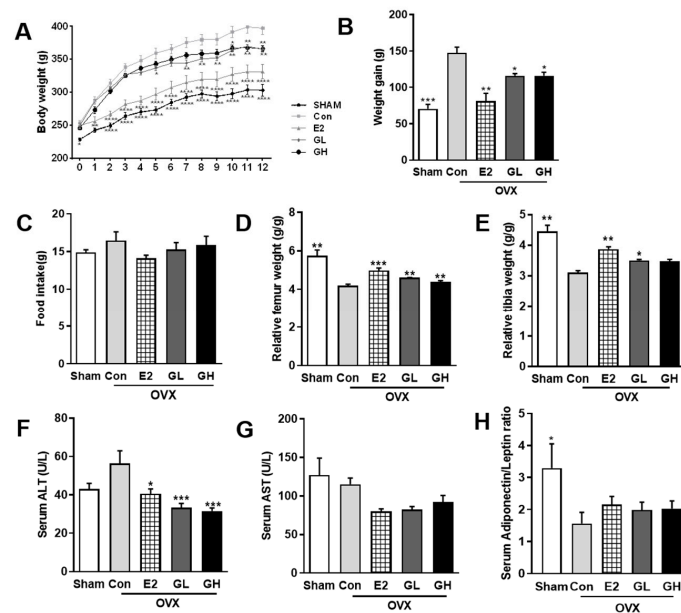 A
Body weight (g)
400
350
300
250
200
0 1 2 3 4 5 6 7 8 9 10 11 12
SHAM
Con
E2
GL
GH
B
Weight gain (g)
200
150
100
50
0
***
**
*
*
Sham Con E2 GL GH
OVX
C
Food intake(g)
20
15
10
5
0
Sham Con E2 GL GH
OVX
D
Relative femur weight (g/g)
8
6
4
2
0
**
***
**
**
Sham Con E2 GL GH
OVX
E
Relative tibia weight (g/g)
5
4
3
2
1
0
**
**
*
Sham Con E2 GL GH
OVX
F
Serum ALT (U/L)
80
60
40
20
0
*
***
***
Sham Con E2 GL GH
OVX
G
Serum AST (U/L)
200
150
100
50
0
Sham Con E2 GL GH
OVX
H
Serum Adiponectin/Leptin ratio
5
4
3
2
1
0
*
Sham Con E2 GL GH
OVX